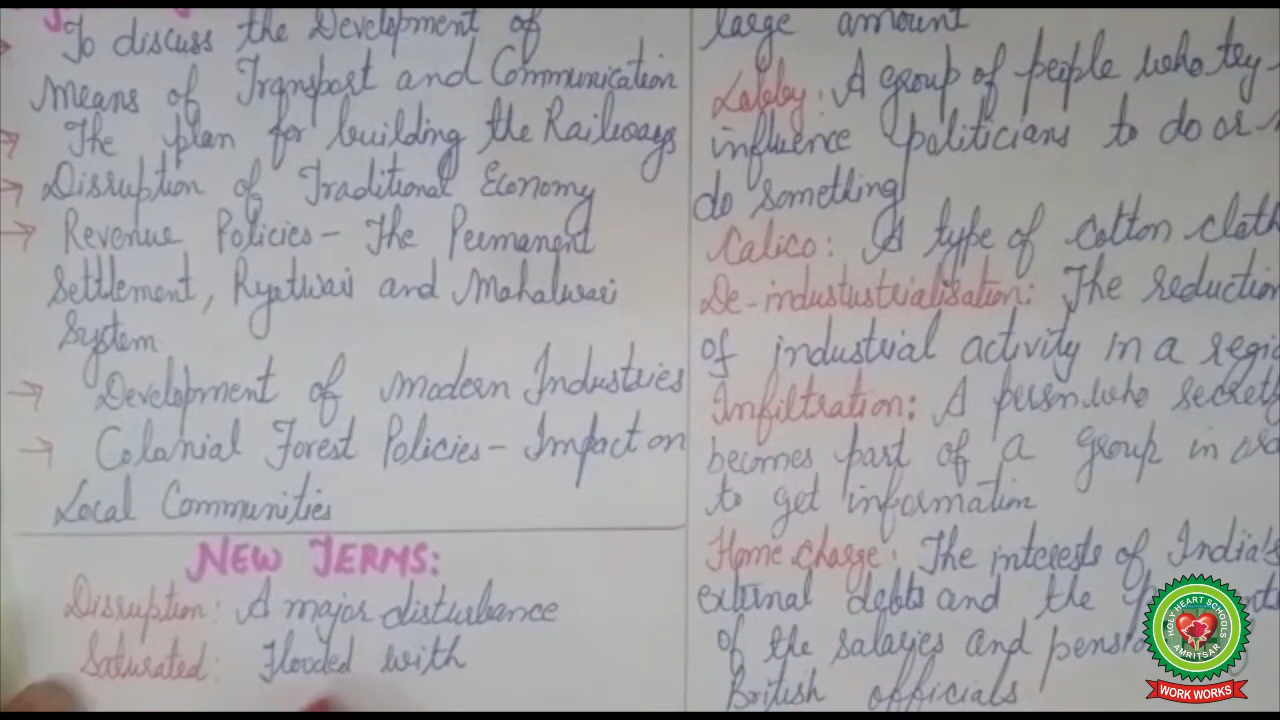 To discuss the Development of
Means of Transport and Communication
The plan for building the Railways
Disruption of Traditional Economy
Revenue Policies - The Permanent
Settlement, Ryatwari and Mahalwari
System
Development of Modern Industries
Colonial Forest Policies - Impact on
Local Communities
NEW TERMS:
Disruption: A major disturbance
Saturated: Flooded with
large amount
Lobby: A group of people who try
influence politicians to do or
do something
Calico: A type of cotton cloth
De-industustrialisation: The reduction
of industrial activity in a regi
Infiltration: A person who secretly
becomes part of a group in
to get information
Home charge: The interests of India's
external debts and the
of the salaries and
British officials
HOLY HEART SCHOOLS
AMRITSAR
WORK WORKS